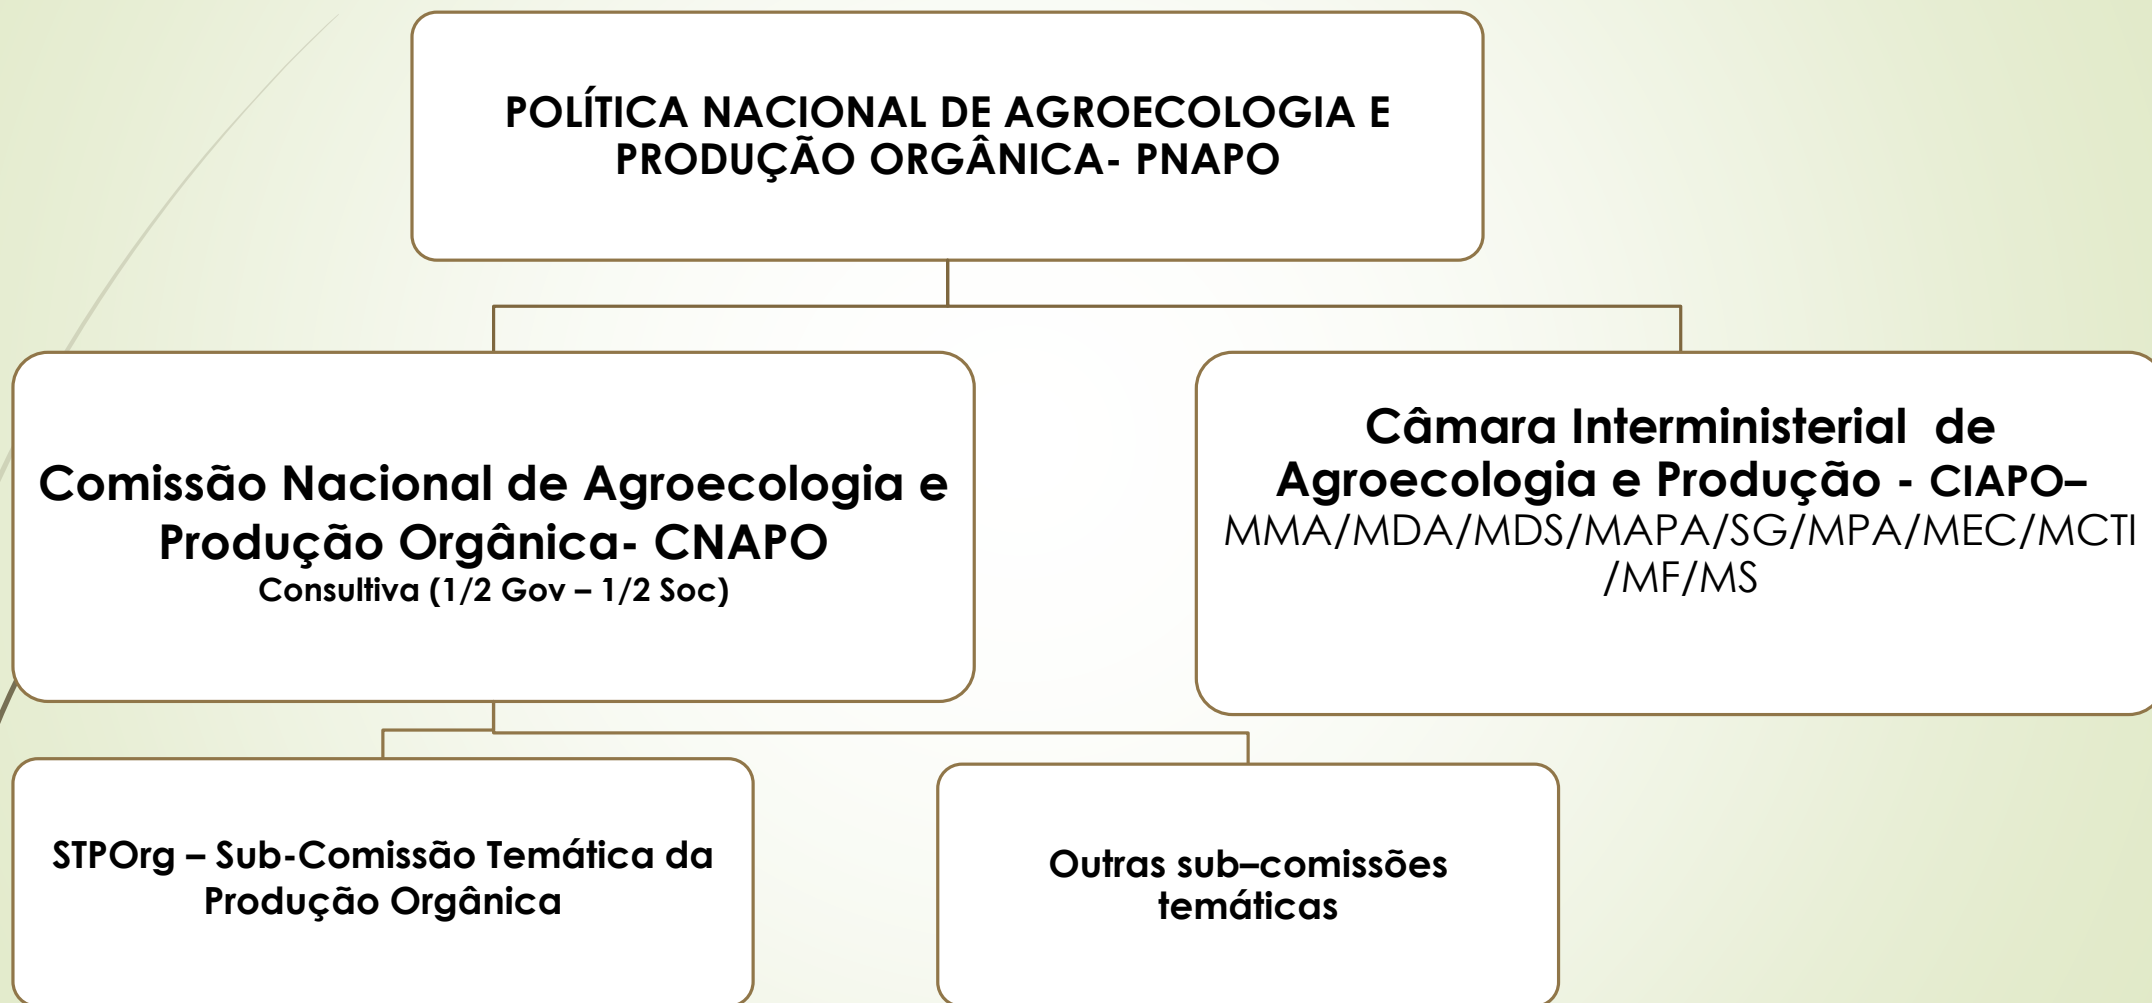 POLÍTICA NACIONAL DE AGROECOLOGIA E
PRODUÇÃO ORGÂNICA- PNAPO
Comissão Nacional de Agroecologia e
Produção Orgânica- CNAPO
Consultiva (1/2 Gov – 1/2 Soc)
Câmara Interministerial  de
Agroecologia e Produção - CIAPO–
MMA/MDA/MDS/MAPA/SG/MPA/MEC/MCTI
/MF/MS
STPOrg – Sub-Comissão Temática da
Produção Orgânica
Outras sub–comissões
temáticas